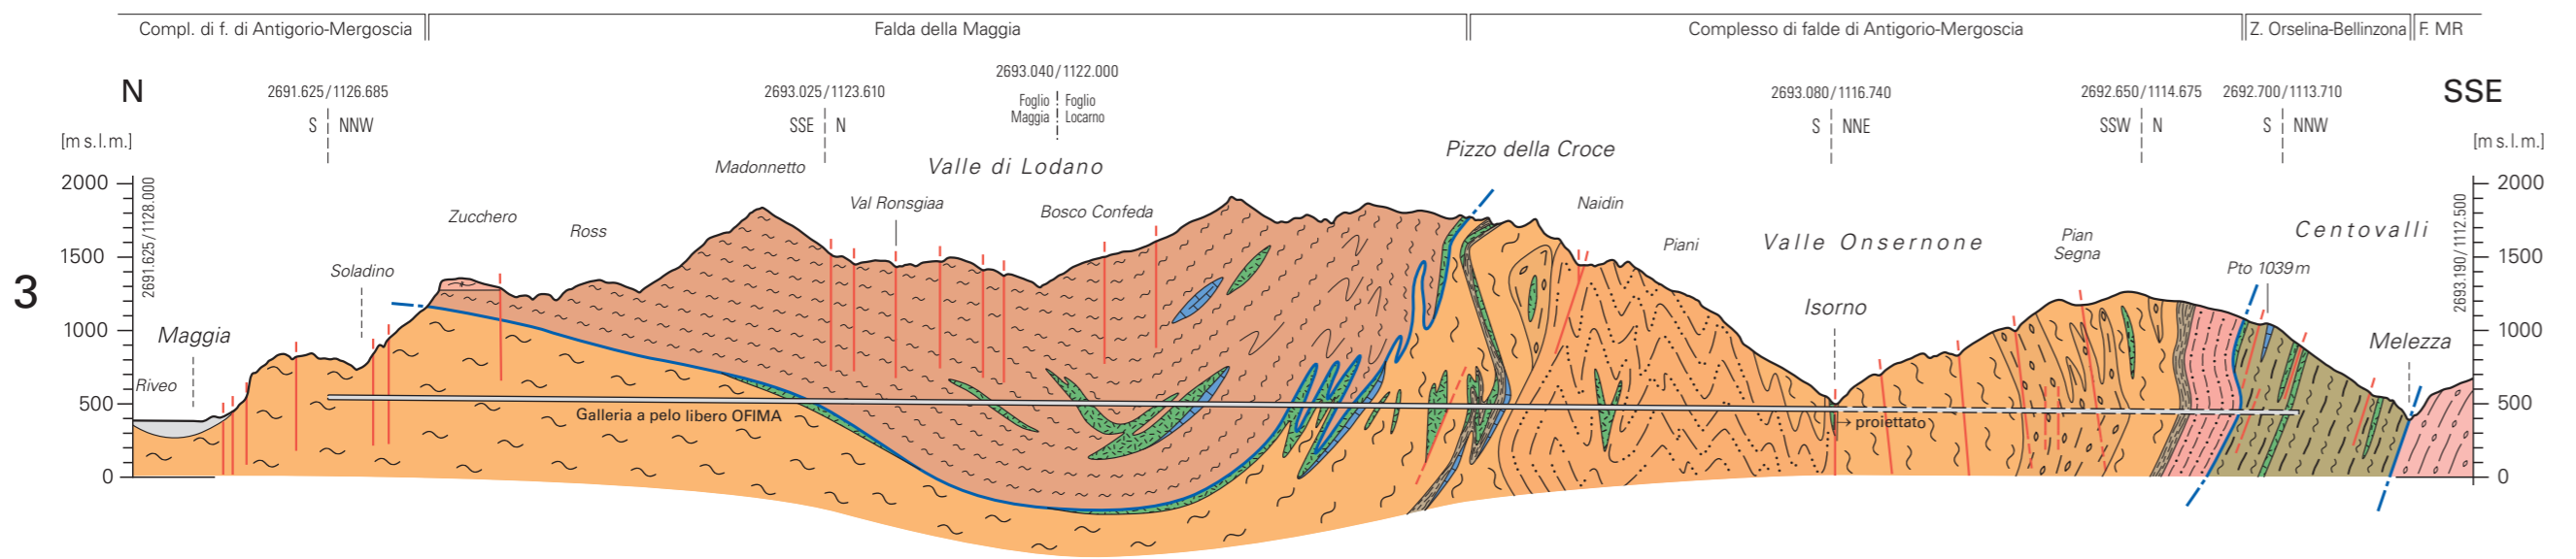 Compl. di f. di Antigorio-Mergoscia
Falda della Maggia
Complesso di falde di Antigorio-Mergoscia
Z. Orselina-Bellinzona
F. MR
N
SSE
2691.625/1126.685
S NNW
2693.025/1123.610
SSE N
2693.040/1122.000
Foglio Foglio
Maggia Locarno
2693.080/1116.740
S NNE
2692.650/1114.675
SSW N
2692.700/1113.710
S NNW
[m s.l.m.]
[m s.l.m.]
Madonnetto
Valle di Lodano
Pizzo della Croce
2000
2691.625/1128.000
Zucchero
Ross
Val Ronsgiaa
Bosco Confeda
Naidin
Piani
Valle Onsernone
Pian
Segna
Centovalli
2693.190/1112.500
2000
1500
Soladino
Pto 1039 m
1500
3
Maggia
Isorno
Melezza
1000
1000
Riveo
500
Galleria a pelo libero OFIMA
→ proiettato
500
0
0